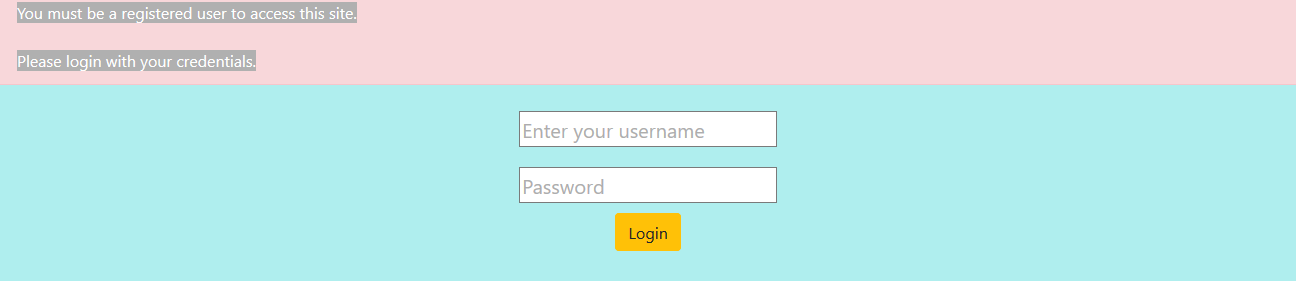 You must be a registered user to access this site.
Please login with your credentials.
Enter your username
Password
Login